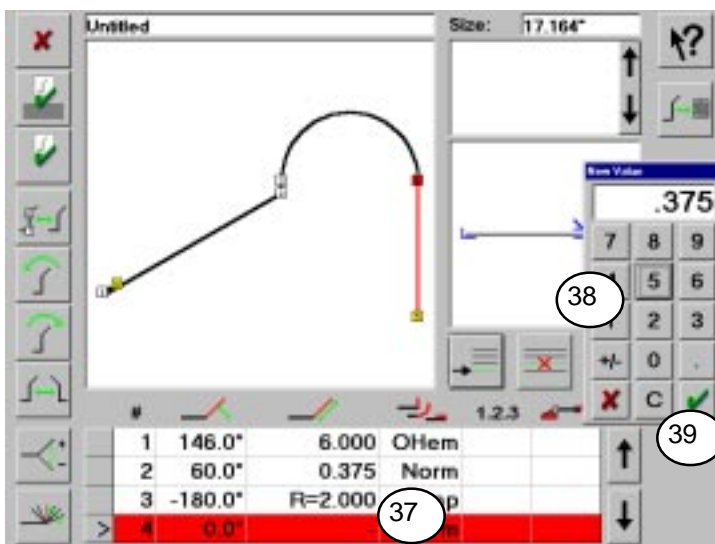 Untitled
Size: 17.164"
New Value
.375
7 8 9
5 6
38
2 3
+/- 0 .
C
39
# 1.2.3
1 146.0° 6.000 OHem
2 60.0° 0.375 Norm
3 -180.0° R=2.000
37
> 4 0.0° -